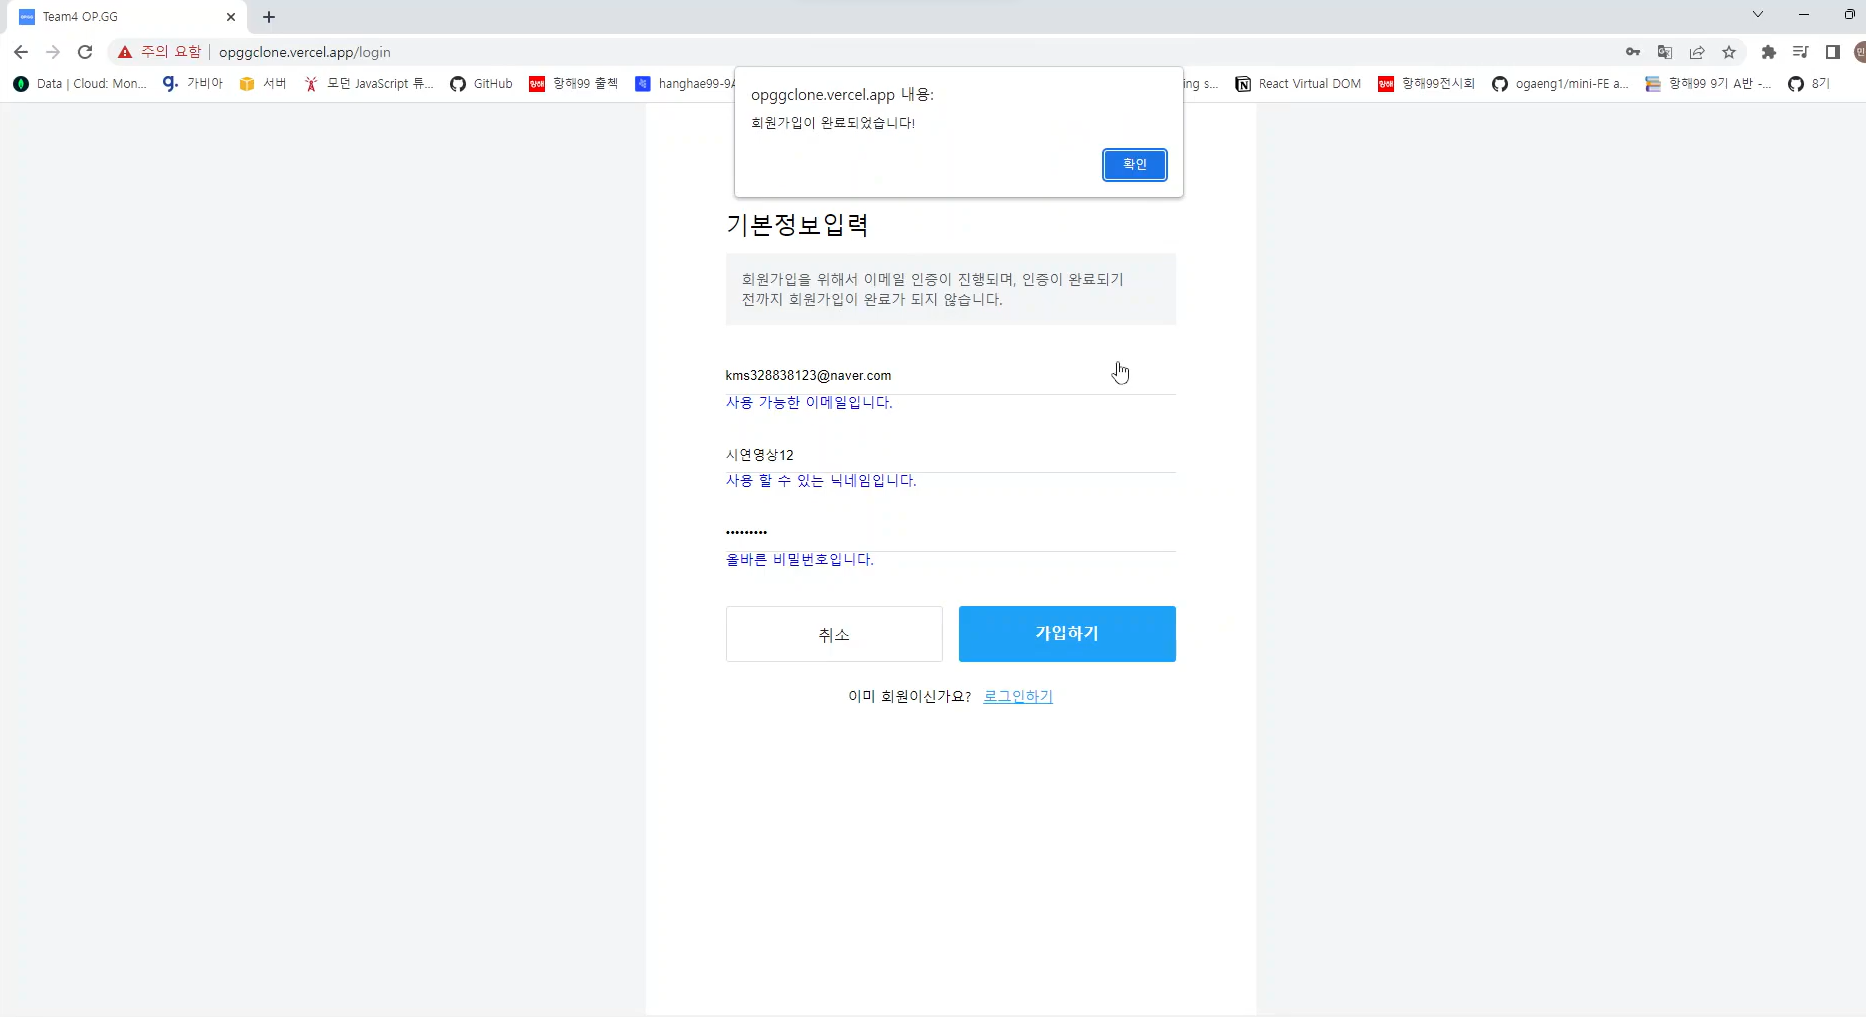 Team4 OP.GG
주의 요함 opggclone.vercel.app/login
Data | Cloud: Mon... 가비아 서버 모던 JavaScript 튜... GitHub 항해99 출첵 hanghae99-9A ing s... React Virtual DOM 항해99전시회 ogaeng1/mini-FE a... 항해99 9기 A반 -... 8기
opggclone.vercel.app 내용:
회원가입이 완료되었습니다!
확인
기본정보입력
회원가입을 위해서 이메일 인증이 진행되며, 인증이 완료되기
전까지 회원가입이 완료가 되지 않습니다.
kms328838123@naver.com
사용 가능한 이메일입니다.
시연영상12
사용 할 수 있는 닉네임입니다.
•••••••••
올바른 비밀번호입니다.
취소 가입하기
이미 회원이신가요? 로그인하기